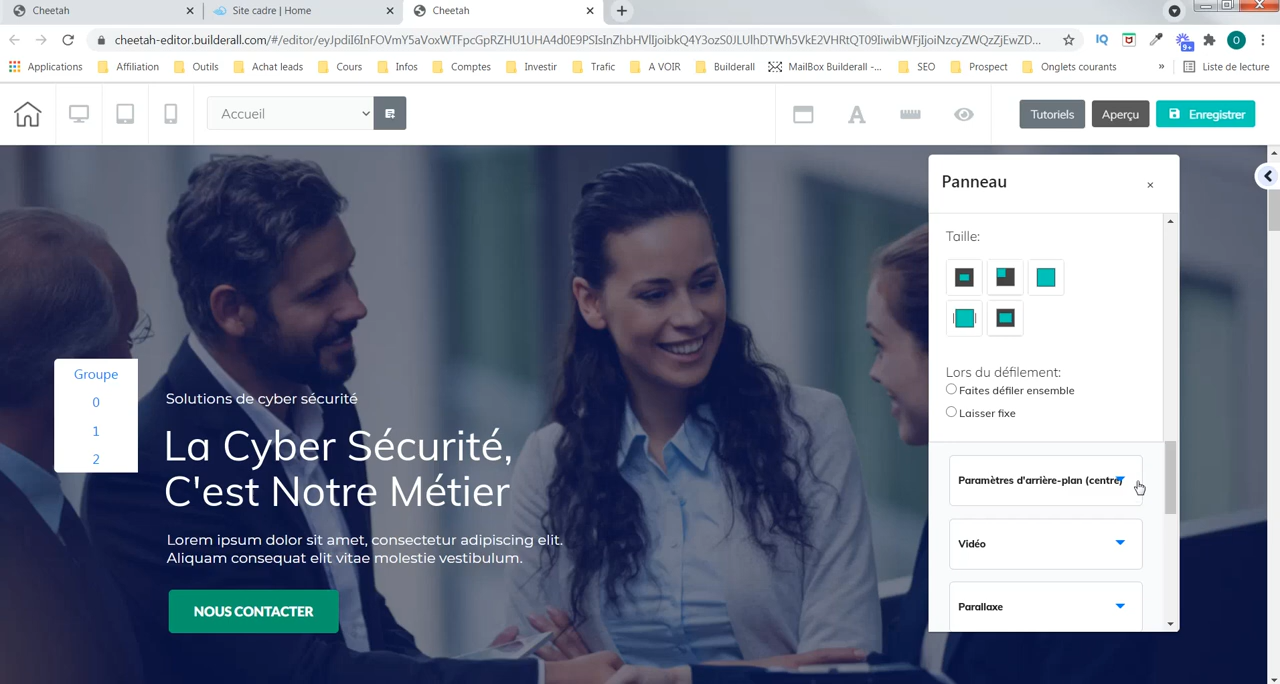 Cheetah
Site cadre | Home
Cheetah
cheetah-editor.builderall.com/#/editor/
Applications
Affiliation
Outils
Achat leads
Cours
Infos
Comptes
Investir
Trafic
A VOIR
Builderall
MailBox Builderall -...
SEO
Prospect
Onglets courants
»
Liste de lecture
IQ
9+
O
Accueil
A
Tutoriels
Aperçu
Enregistrer
Panneau
×
Taille:
Lors du défilement:
Faites défiler ensemble
Laisser fixe
Paramètres d'arrière-plan (centre)
Vidéo
Parallaxe
Groupe
0
1
2
Solutions de cyber sécurité
La Cyber Sécurité,
C'est Notre Métier
Lorem ipsum dolor sit amet, consectetur adipiscing elit.
Aliquam consequat elit vitae molestie vestibulum.
NOUS CONTACTER